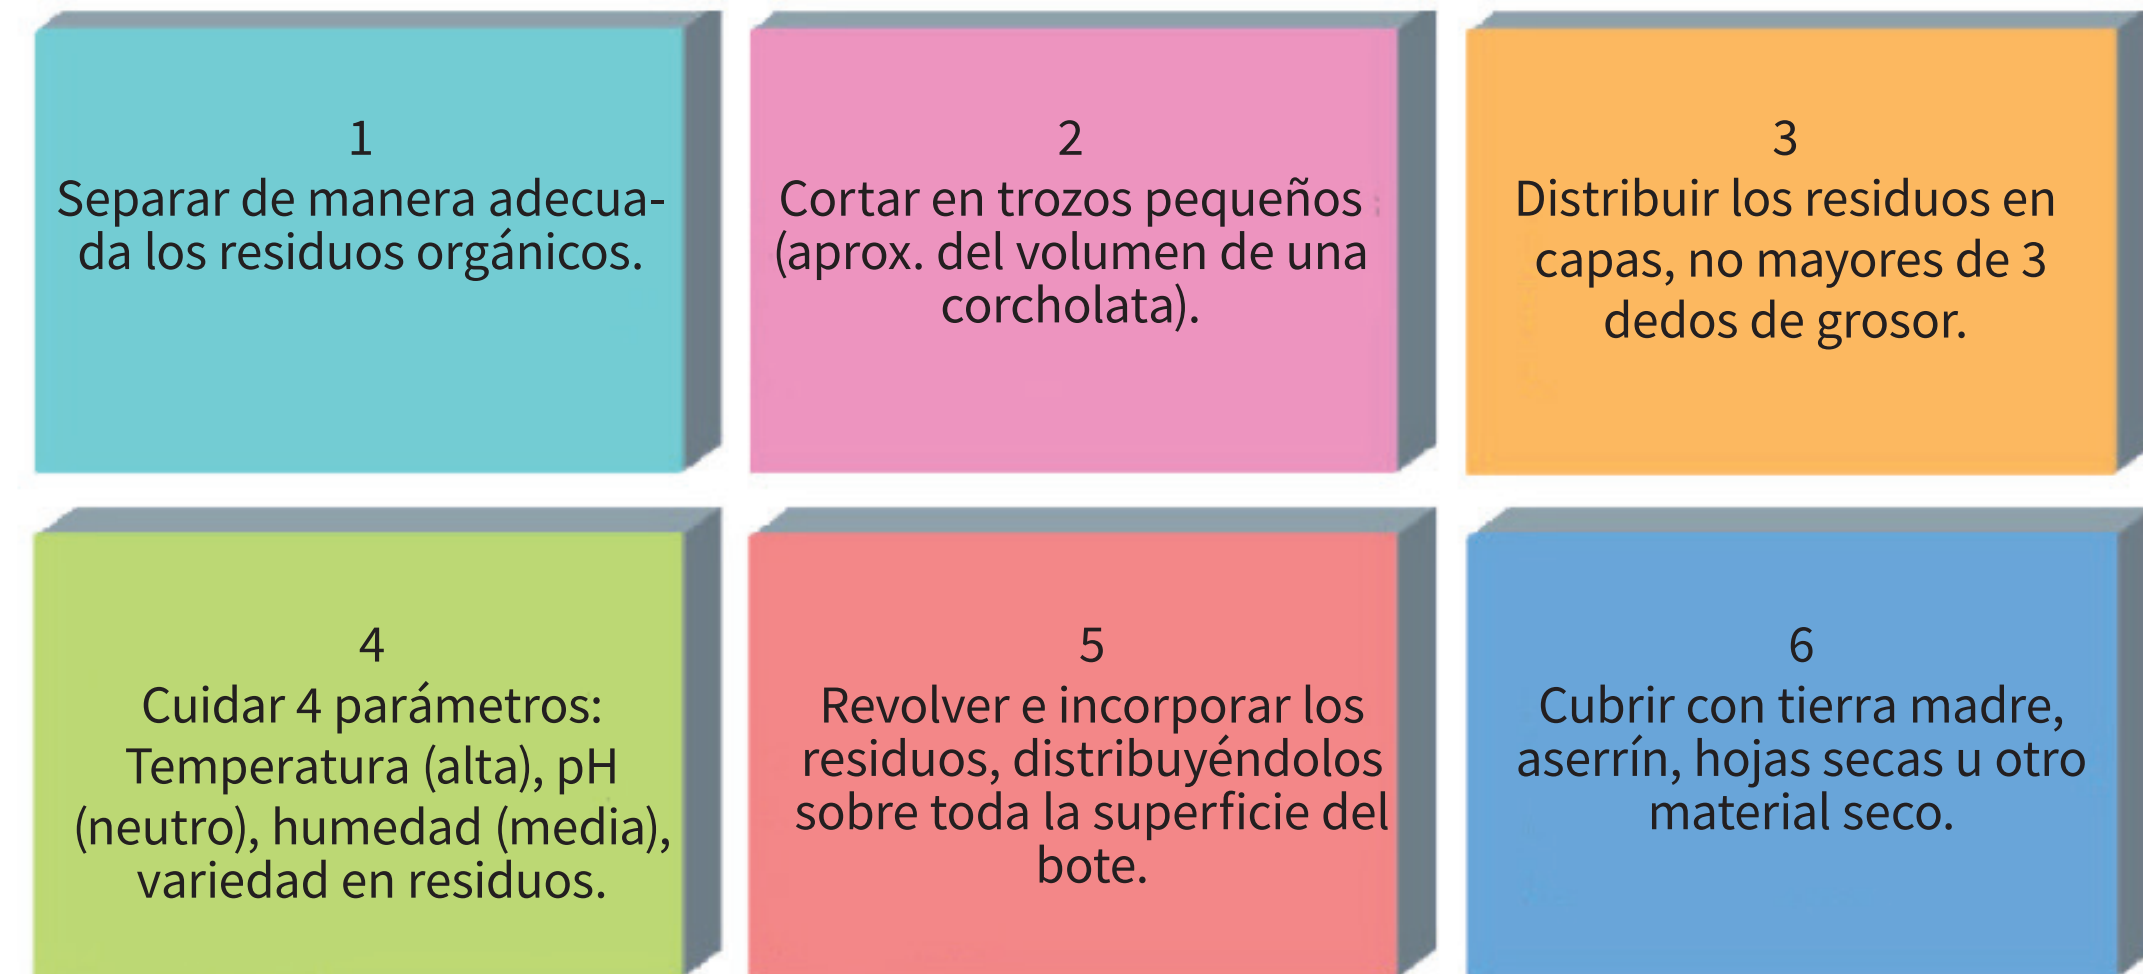 1
Separar de manera adecua-
da los residuos orgánicos.
2
Cortar en trozos pequeños
(aprox. del volumen de una
corcholata).
3
Distribuir los residuos en
capas, no mayores de 3
dedos de grosor.
4
Cuidar 4 parámetros:
Temperatura (alta), pH
(neutro), humedad (media),
variedad en residuos.
5
Revolver e incorporar los
residuos, distribuyéndolos
sobre toda la superficie del
bote.
6
Cubrir con tierra madre,
aserrín, hojas secas u otro
material seco.